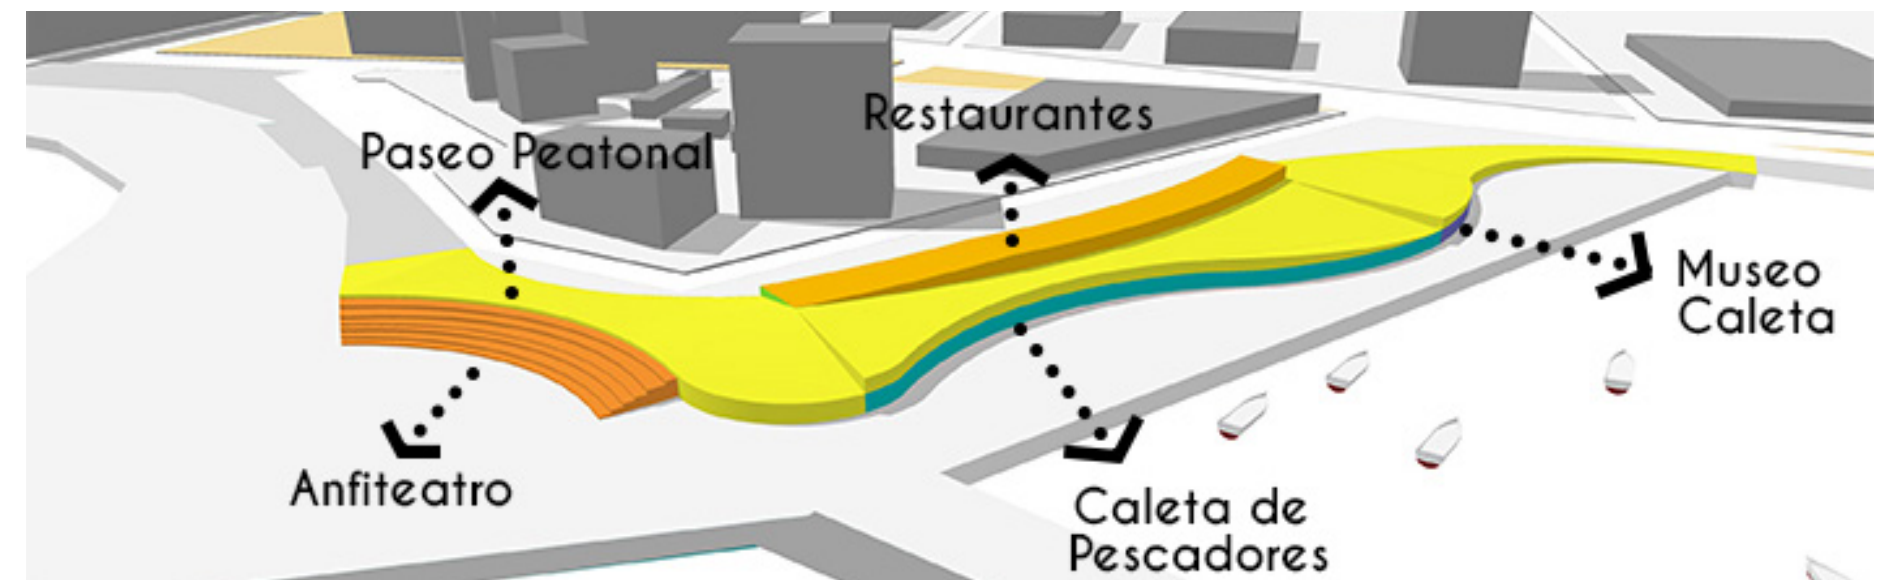 Restaurantes
Paseo Peatonal
Museo
Caleta
Anfiteatro
Caleta de
Pescadores